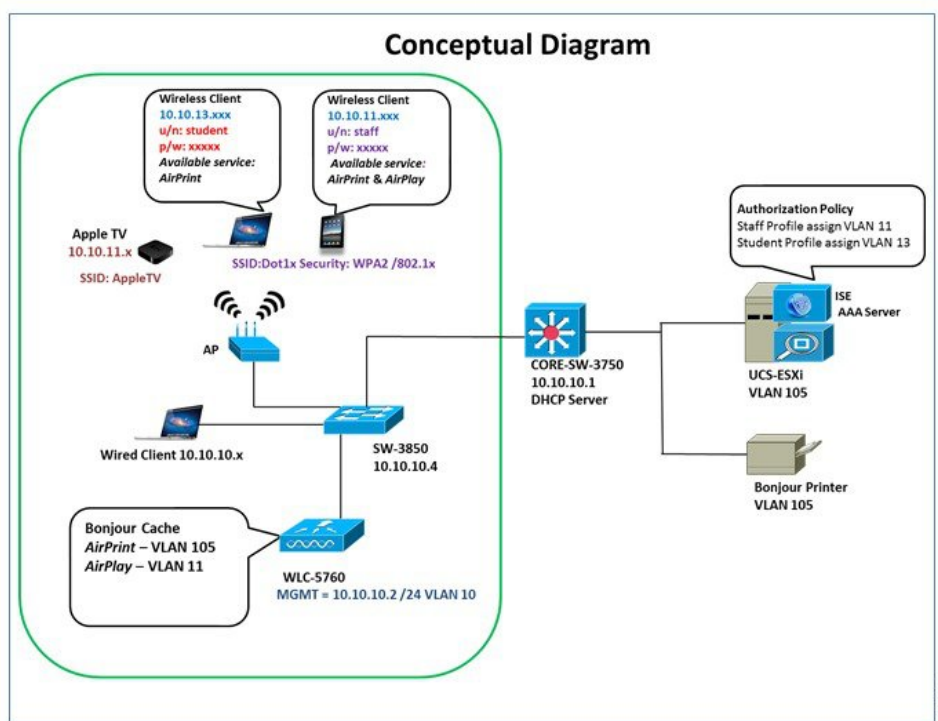 Conceptual Diagram
Wireless Client
10.10.13.xxx
u/n: student
p/w: xxxxx
Available service:
AirPrint
Wireless Client
10.10.11.xxx
u/n: staff
p/w: xxxxx
Available service:
AirPrint & AirPlay
Apple TV
10.10.11.x
SSID: AppleTV
SSID:Dot1x Security: WPA2 /802.1x
Authorization Policy
Staff Profile assign VLAN 11
Student Profile assign VLAN 13
ISE
AAA Server
UCS-ESXi
VLAN 105
AP
CORE-SW-3750
10.10.10.1
DHCP Server
Wired Client 10.10.10.x
SW-3850
10.10.10.4
Bonjour Printer
VLAN 105
Bonjour Cache
AirPrint – VLAN 105
AirPlay – VLAN 11
WLC-5760
MGMT = 10.10.10.2 /24 VLAN 10